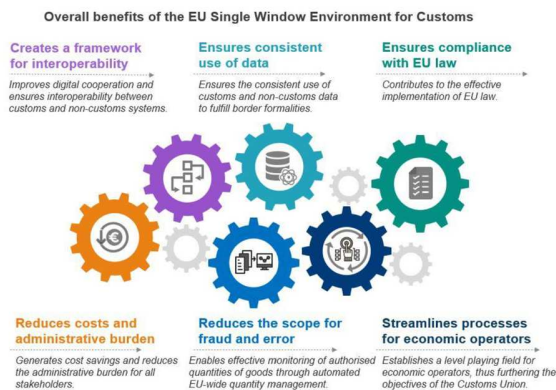 Overall benefits of the EU Single Window Environment for Customs
Creates a framework
for interoperability
Improves digital cooperation and
ensures interoperability between
customs and non-customs systems.
Ensures consistent
use of data
Ensures the consistent use of
customs and non-customs data
to fulfill border formalities.
Ensures compliance
with EU law
Contributes to the effective
implementation of EU law.
Reduces costs and
administrative burden
Generates cost savings and reduces
the administrative burden for all
stakeholders.
Reduces the scope for
fraud and error
Enables effective monitoring of authorised
quantities of goods through automated
EU-wide quantity management.
Streamlines processes
for economic operators
Establishes a level playing field for
economic operators, thus furthering the
objectives of the Customs Union.